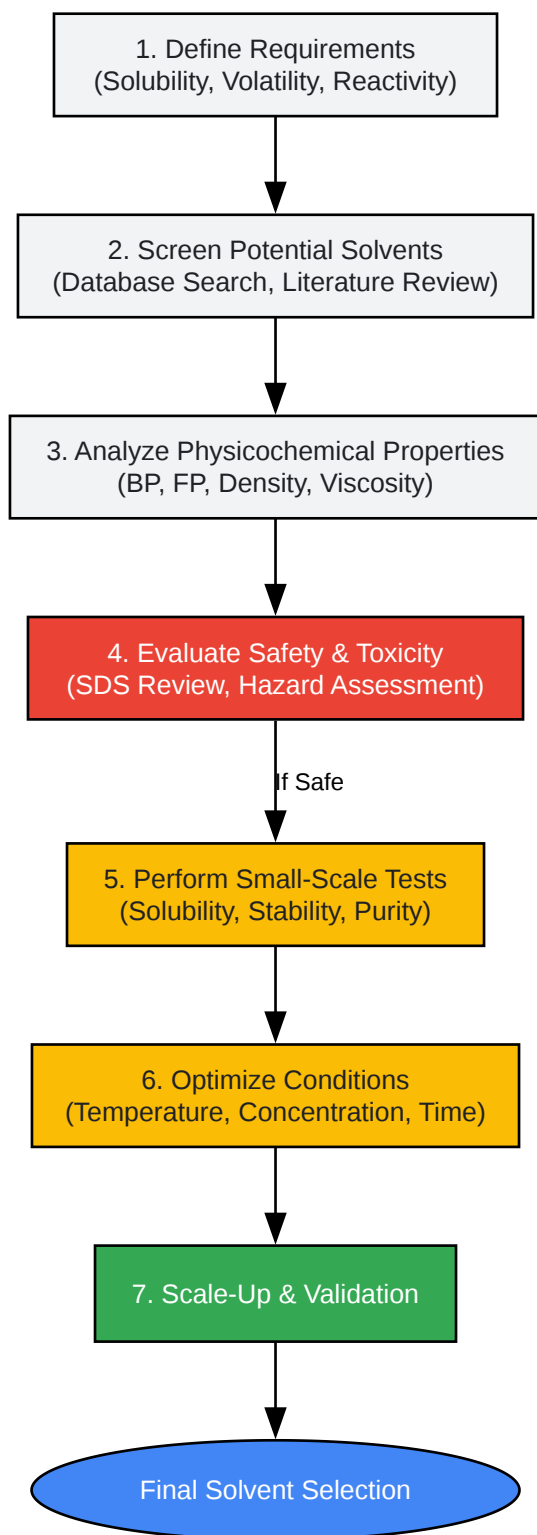 1. Define Requirements
(Solubility, Volatility, Reactivity)
2. Screen Potential Solvents
(Database Search, Literature Review)
3. Analyze Physicochemical Properties
(BP, FP, Density, Viscosity)
4. Evaluate Safety & Toxicity
(SDS Review, Hazard Assessment)
If Safe
5. Perform Small-Scale Tests
(Solubility, Stability, Purity)
6. Optimize Conditions
(Temperature, Concentration, Time)
7. Scale-Up & Validation
Final Solvent Selection